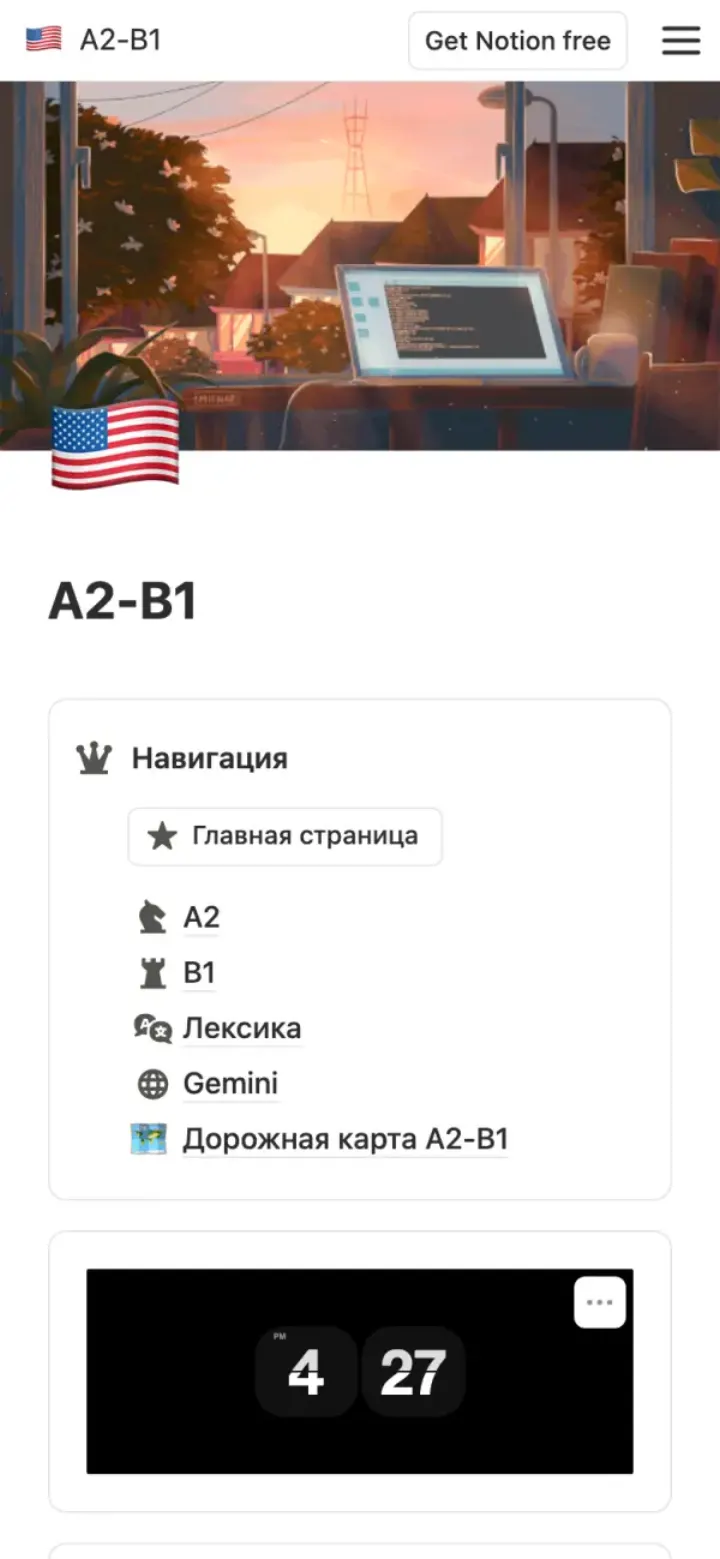 A2-B1
Get Notion free
A2-B1
Навигация
Главная страница
A2
B1
Лексика
Gemini
Дорожная карта A2-B1
PM
4 27